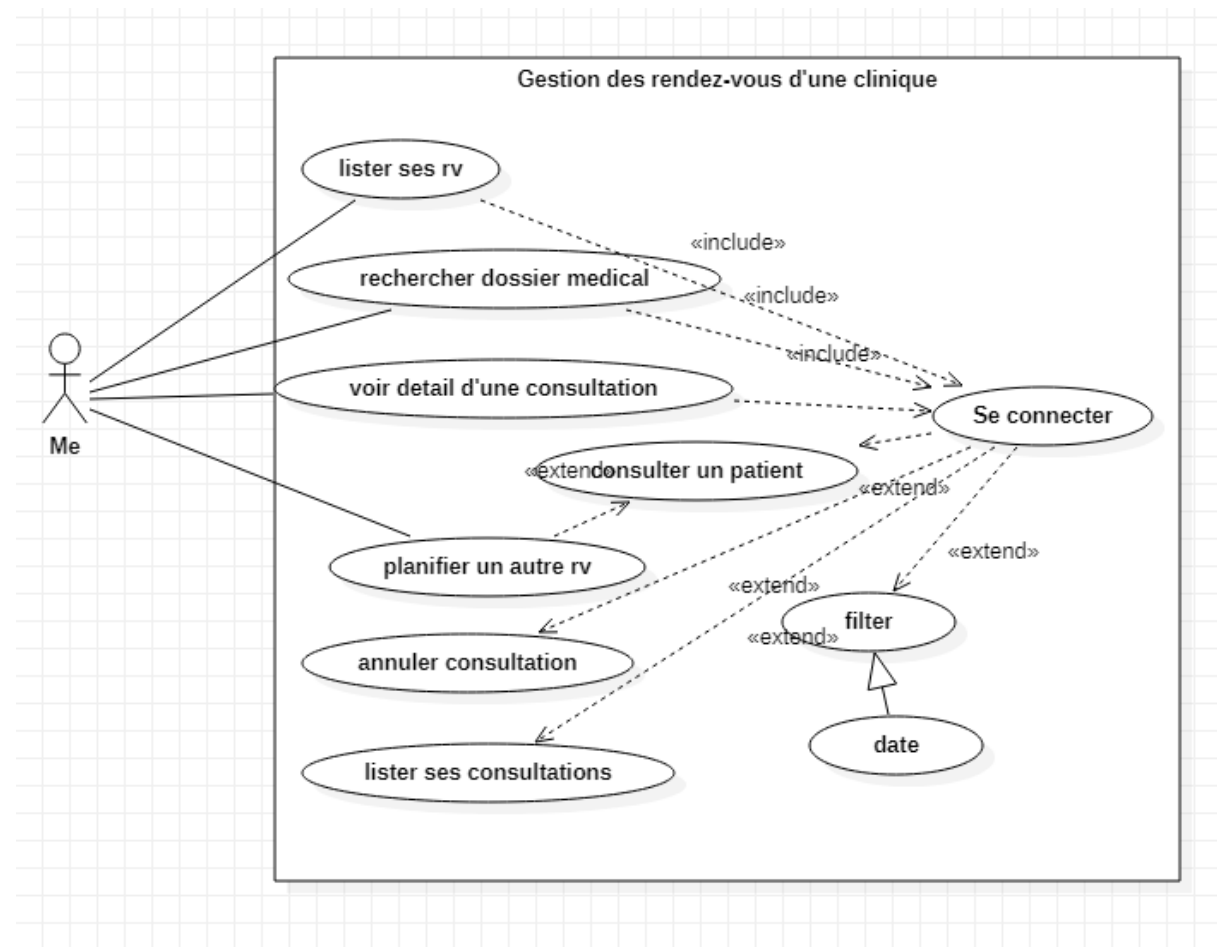 Gestion des rendez-vous d'une clinique
lister ses rv
«include»
rechercher dossier medical
«include»
«include»
voir detail d'une consultation
Se connecter
Me
«extend»
consulter un patient
«extend»
«extend»
planifier un autre rv
«extend»
filter
«extend»
annuler consultation
date
lister ses consultations